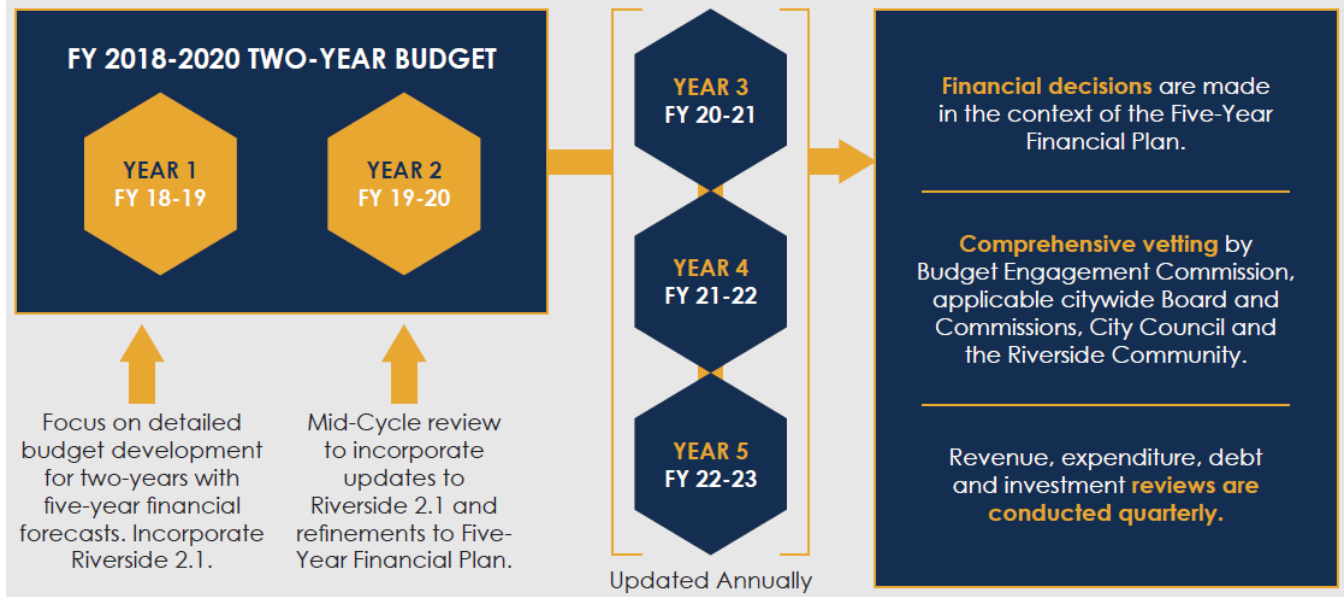 FY 2018-2020 TWO-YEAR BUDGET
YEAR 1
FY 18-19
YEAR 2
FY 19-20
Focus on detailed
budget development
for two-years with
five-year financial
forecasts. Incorporate
Riverside 2.1.
Mid-Cycle review
to incorporate
updates to
Riverside 2.1 and
refinements to Five-
Year Financial Plan.
YEAR 3
FY 20-21
YEAR 4
FY 21-22
YEAR 5
FY 22-23
Updated Annually
Financial decisions are made
in the context of the Five-Year
Financial Plan.
Comprehensive vetting by
Budget Engagement Commission,
applicable citywide Board and
Commissions, City Council and
the Riverside Community.
Revenue, expenditure, debt
and investment reviews are
conducted quarterly.